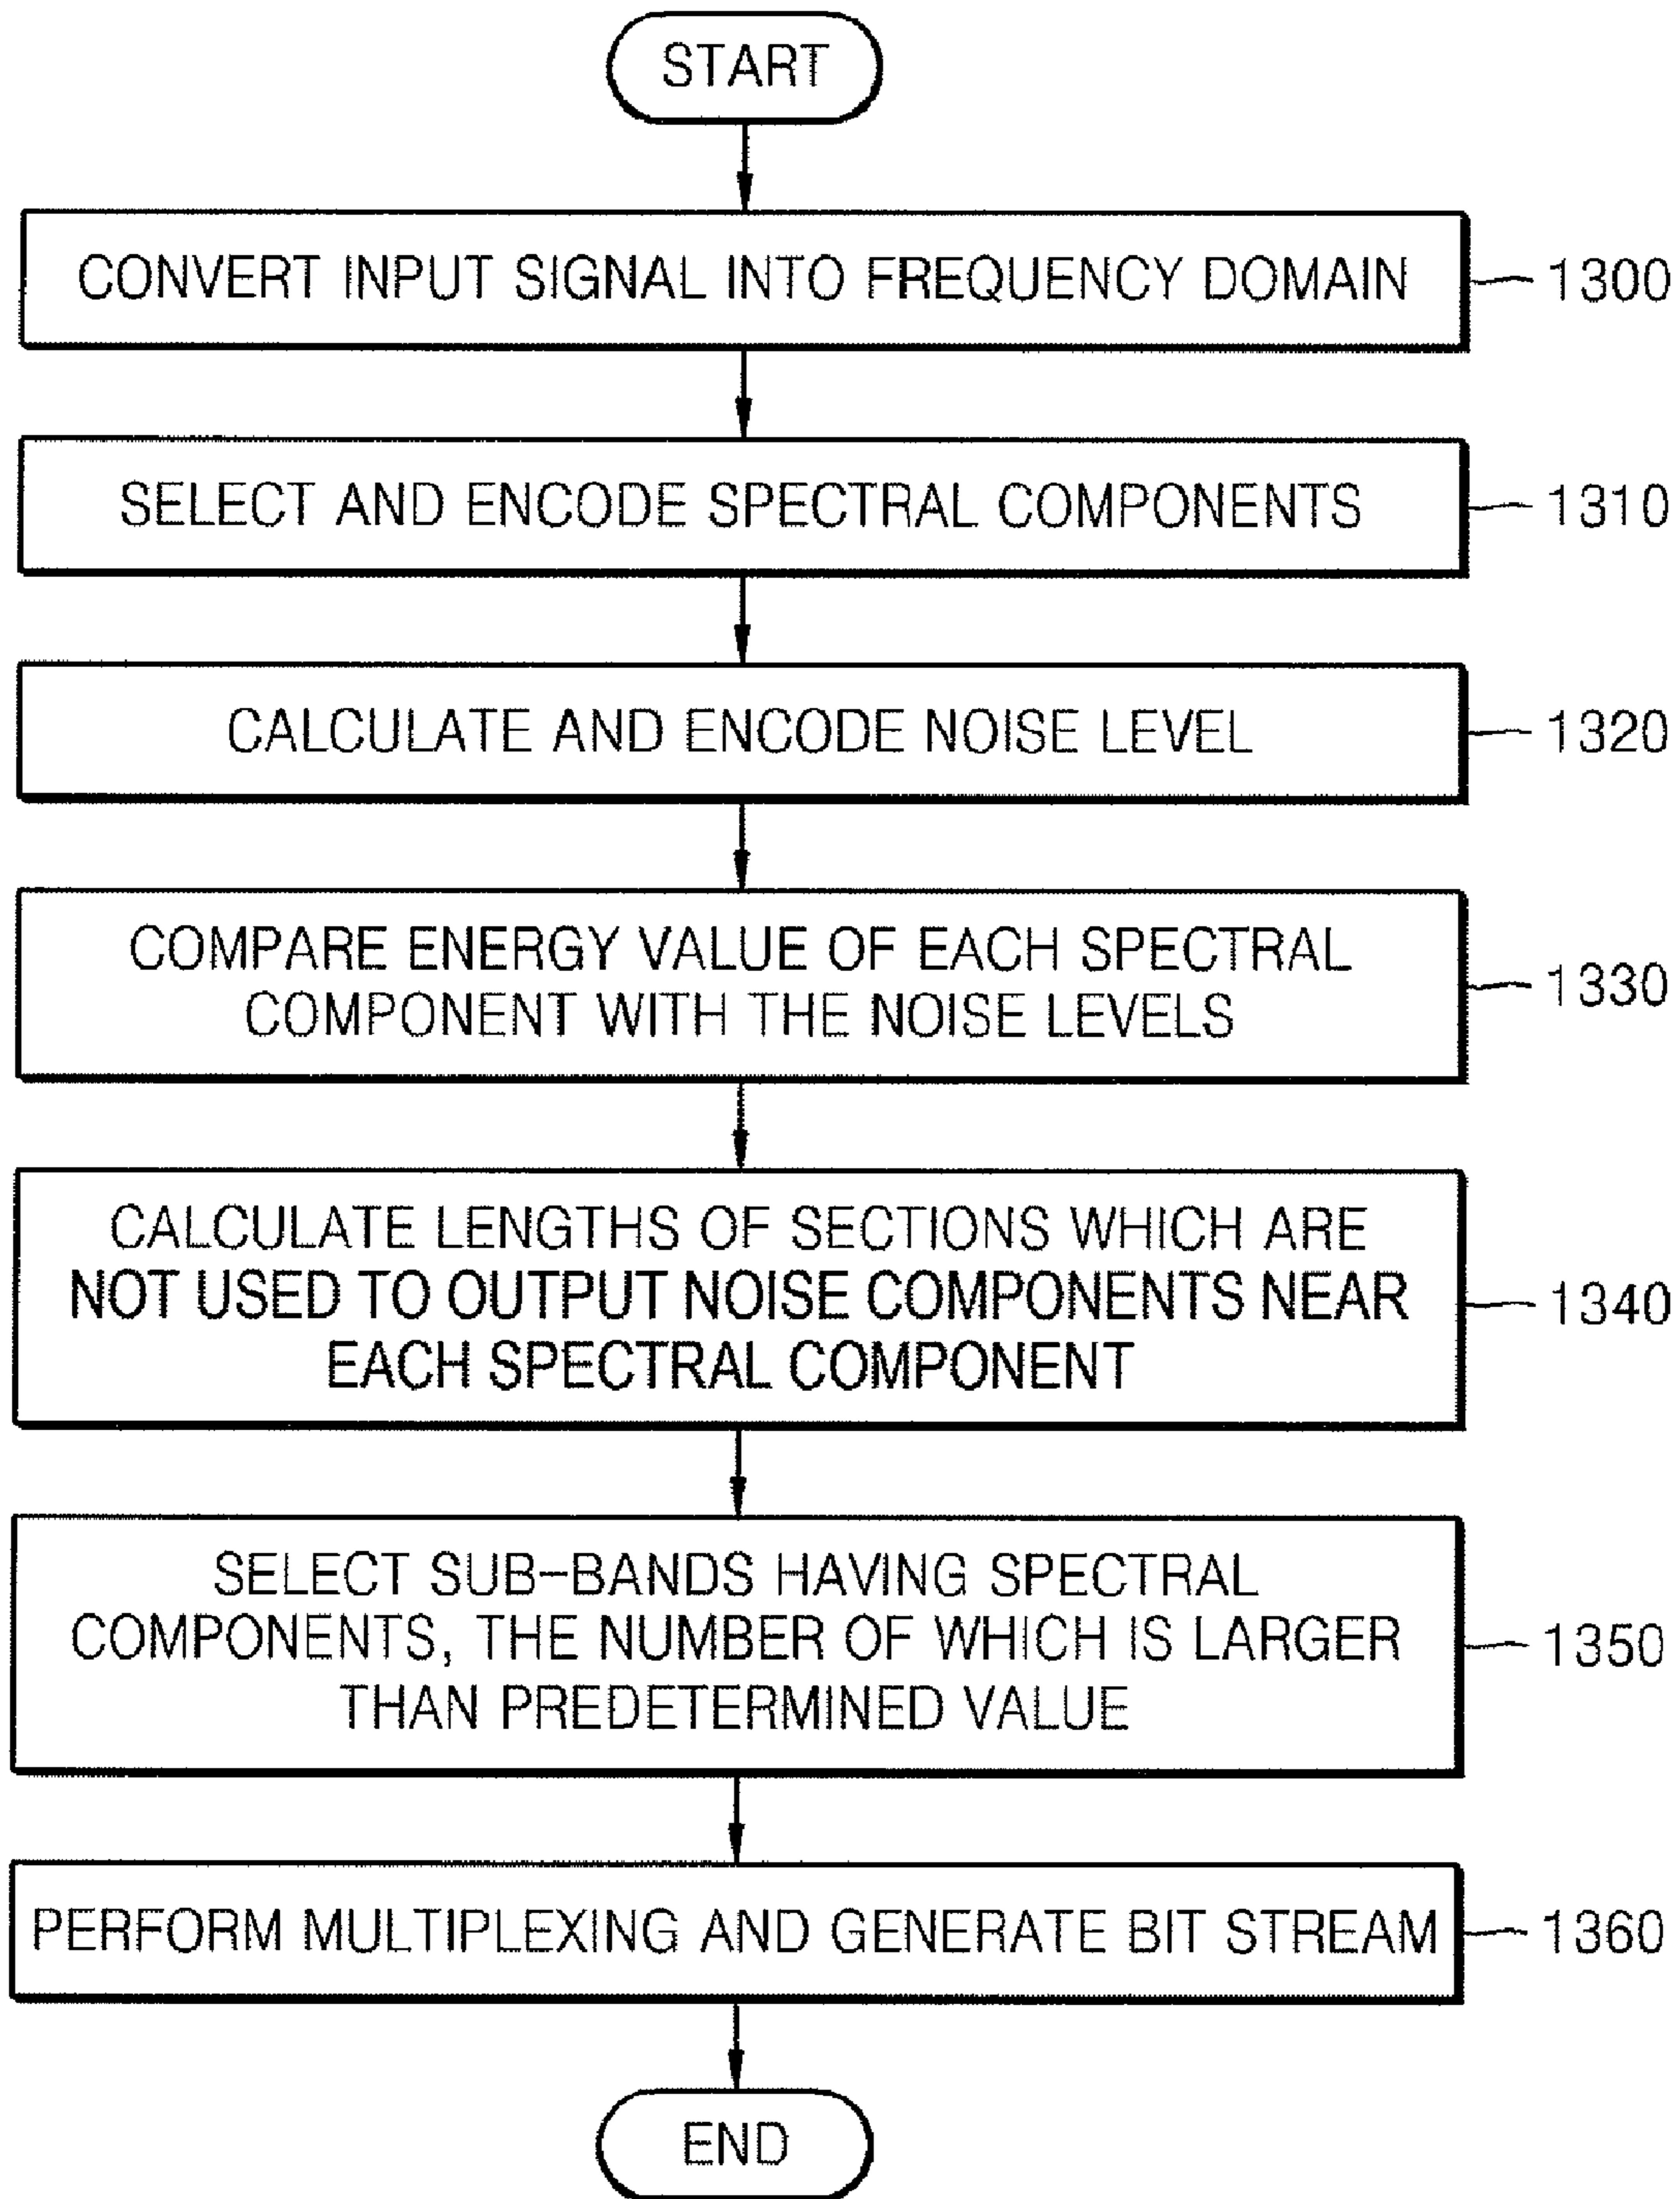 START
CONVERT INPUT SIGNAL INTO FREQUENCY DOMAIN
1300
SELECT AND ENCODE SPECTRAL COMPONENTS
1310
CALCULATE AND ENCODE NOISE LEVEL
1320
COMPARE ENERGY VALUE OF EACH SPECTRAL
COMPONENT WITH THE NOISE LEVELS
1330
CALCULATE LENGTHS OF SECTIONS WHICH ARE
NOT USED TO OUTPUT NOISE COMPONENTS NEAR
EACH SPECTRAL COMPONENT
1340
SELECT SUB-BANDS HAVING SPECTRAL
COMPONENTS, THE NUMBER OF WHICH IS LARGER
THAN PREDETERMINED VALUE
1350
PERFORM MULTIPLEXING AND GENERATE BIT STREAM
1360
END